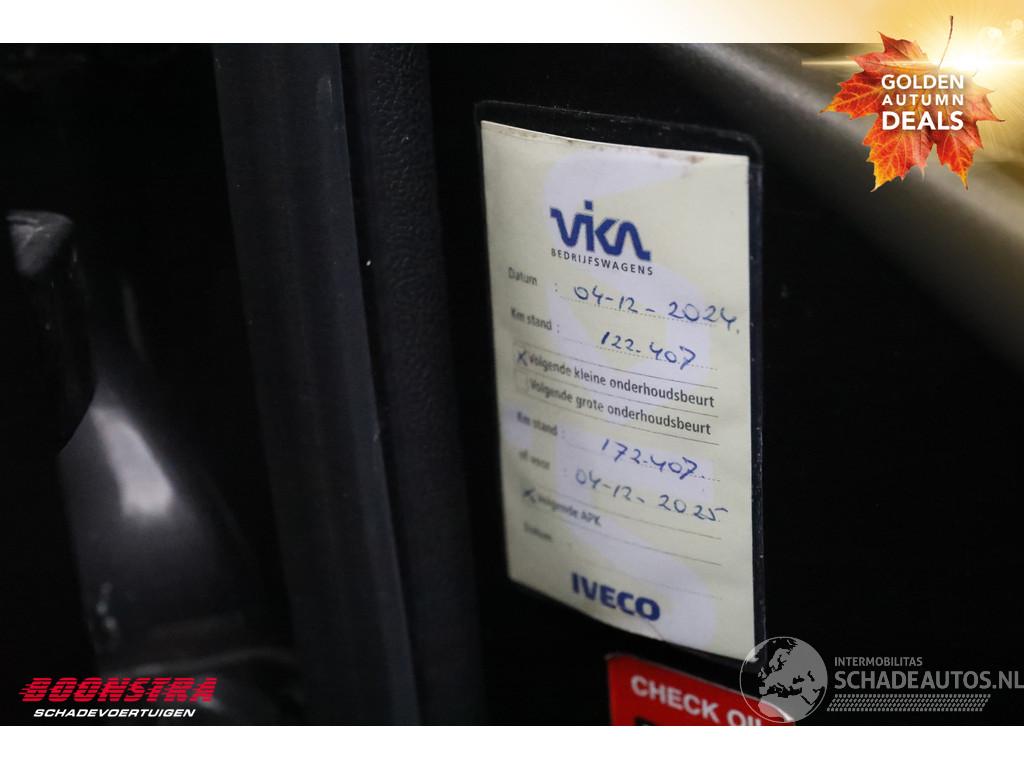 GOLDEN
AUTUMN
DEALS
VIKA
BEDRIJFSWAGENS
Datum : 04-12-2024.
Km stand : 122.407
x Volgende kleine onderhoudsbeurt
Volgende grote onderhoudsbeurt
Km stand : 172.407.
of voor : 04-12-2025
x Volgende APK
Datum
IVECO
CHECK OIL
BOONSTRA
SCHADEVOERTUIGEN
INTERMOBILITAS
SCHADEAUTOS.NL